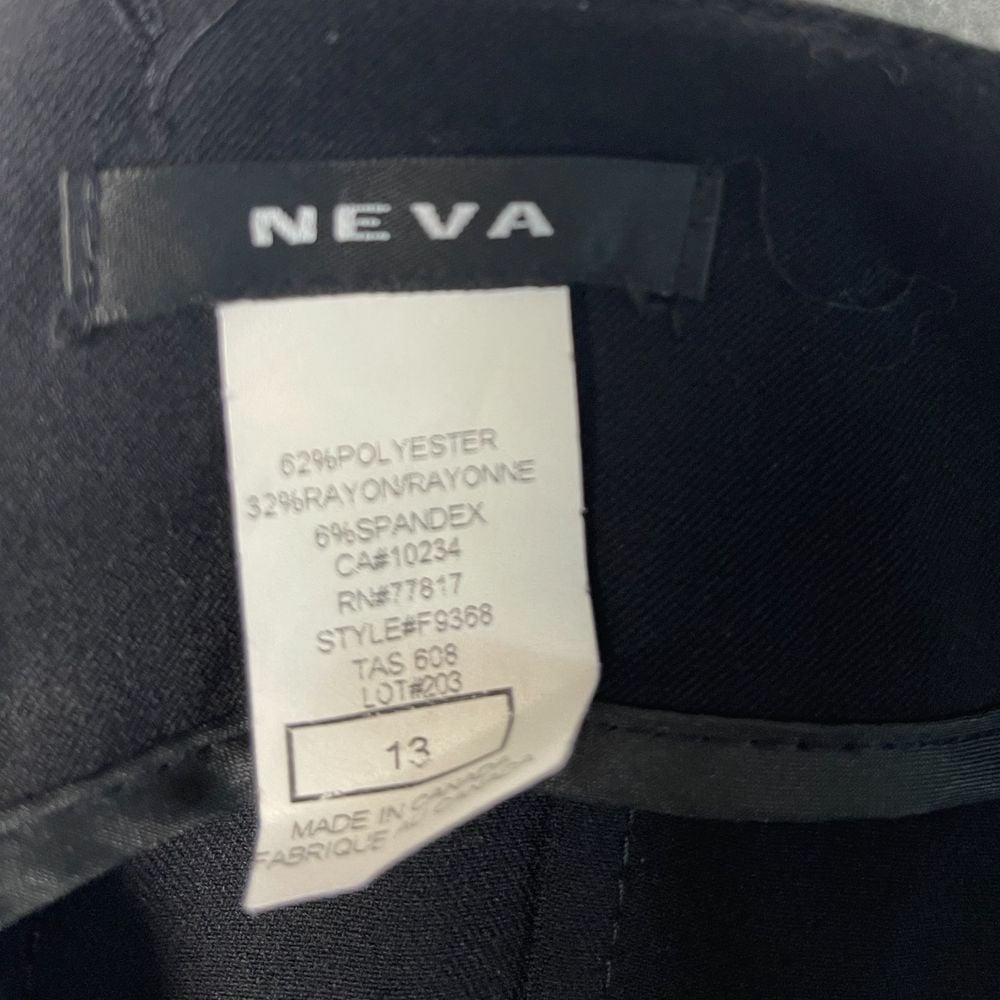 NEVA
62%POLYESTER
32%RAYON/RAYONNE
6%SPANDEX
CA#10234
RN#77817
STYLE#F9368
TAS 608
LOT#203
13
MADE IN CANADA
FABRIQUE AU CANADA